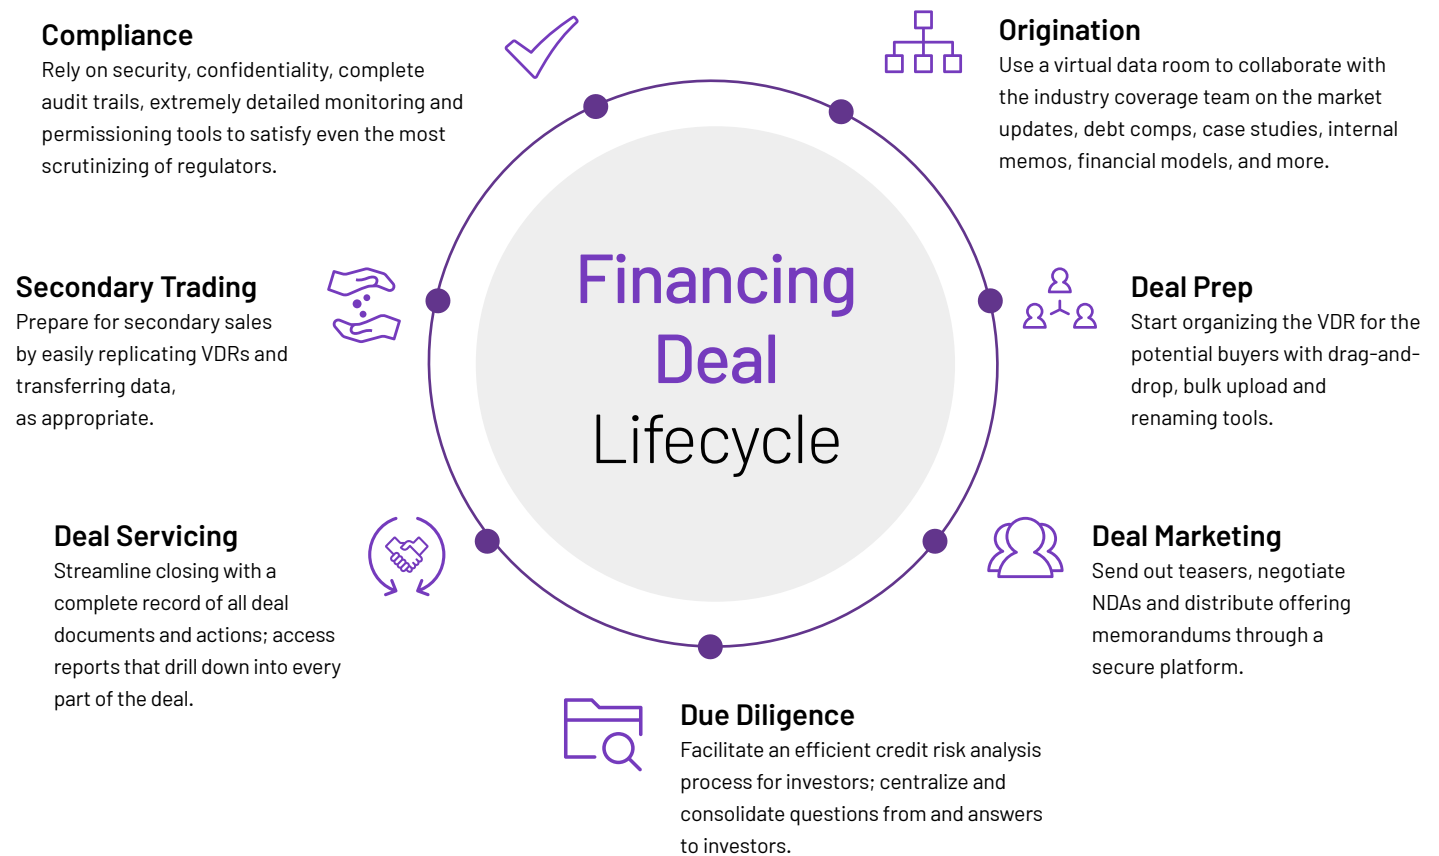 Financing
Deal
Lifecycle
Origination
Use a virtual data room to collaborate with
the industry coverage team on the market
updates, debt comps, case studies, internal
memos, financial models, and more.
Deal Prep
Start organizing the VDR for the
potential buyers with drag-and-
drop, bulk upload and
renaming tools.
Deal Marketing
Send out teasers, negotiate
NDAs and distribute offering
memorandums through a
secure platform.
Due Diligence
Facilitate an efficient credit risk analysis
process for investors; centralize and
consolidate questions from and answers
to investors.
Deal Servicing
Streamline closing with a
complete record of all deal
documents and actions; access
reports that drill down into every
part of the deal.
Secondary Trading
Prepare for secondary sales
by easily replicating VDRs and
transferring data,
as appropriate.
Compliance
Rely on security, confidentiality, complete
audit trails, extremely detailed monitoring and
permissioning tools to satisfy even the most
scrutinizing of regulators.